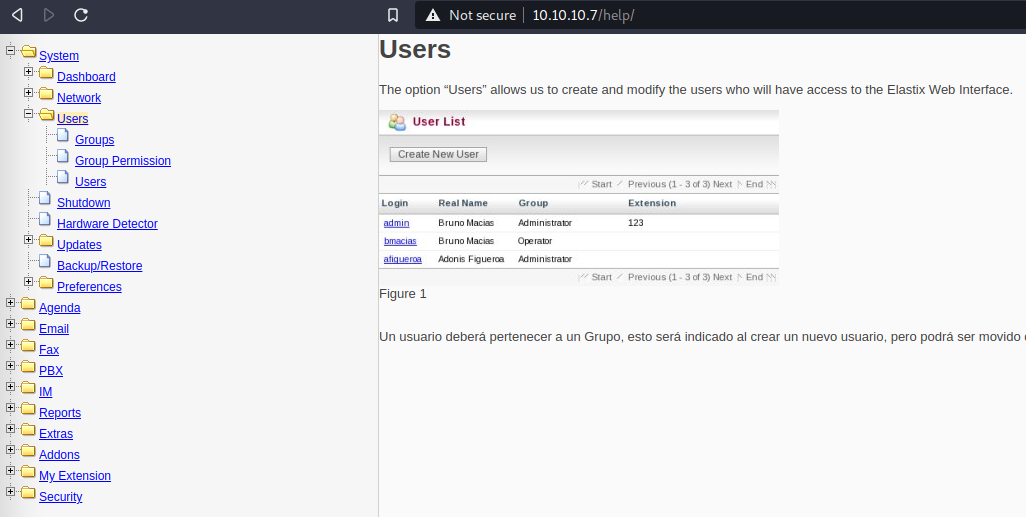 Not secure | 10.10.10.7/help/
System
Dashboard
Network
Users
Groups
Group Permission
Users
Shutdown
Hardware Detector
Updates
Backup/Restore
Preferences
Agenda
Email
Fax
PBX
IM
Reports
Extras
Addons
My Extension
Security
Users
The option “Users” allows us to create and modify the users who will have access to the Elastix Web Interface.
User List
Create New User
Start Previous (1 - 3 of 3) Next End
Login Real Name Group Extension
admin Bruno Macias Administrator 123
bmacias Bruno Macias Operator
afigueroa Adonis Figueroa Administrator
Start Previous (1 - 3 of 3) Next End
Figure 1
Un usuario deberá pertenecer a un Grupo, esto será indicado al crear un nuevo usuario, pero podrá ser movido